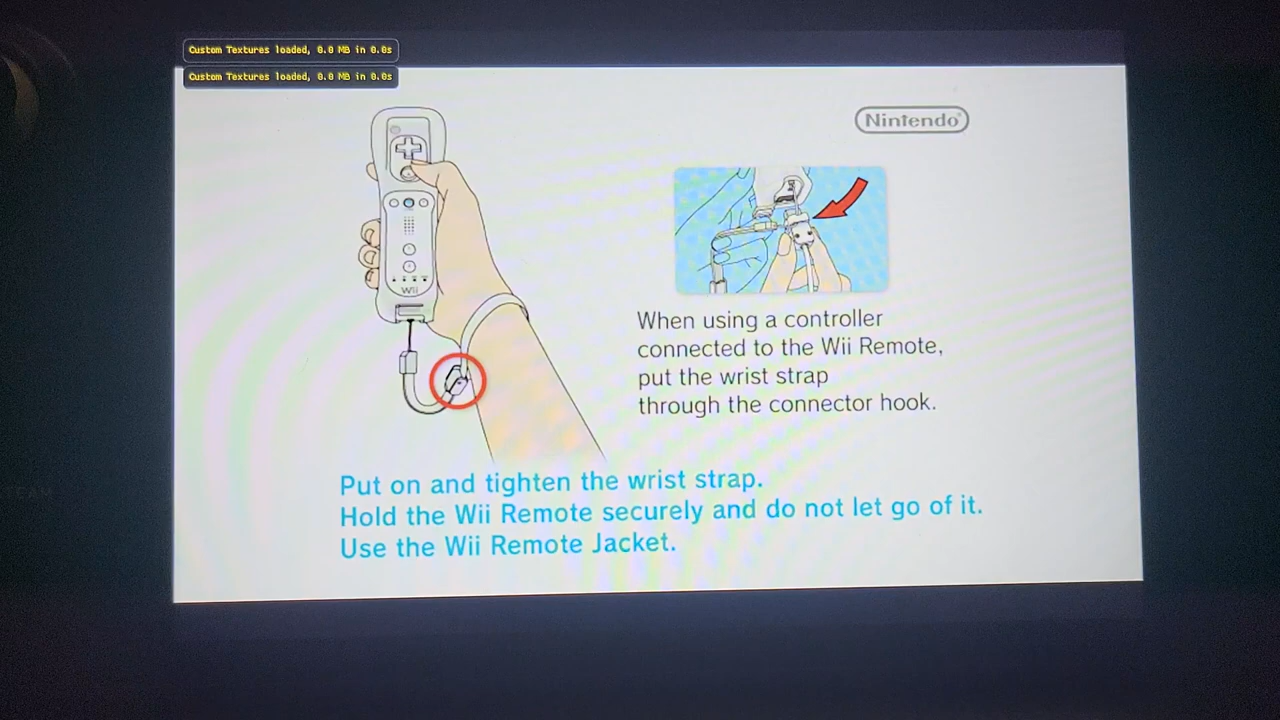 Custom Textures loaded, 0.0 MB in 0.0s
Custom Textures loaded, 0.0 MB in 0.0s
Nintendo
Wii
When using a controller
connected to the Wii Remote,
put the wrist strap
through the connector hook.
Put on and tighten the wrist strap.
Hold the Wii Remote securely and do not let go of it.
Use the Wii Remote Jacket.